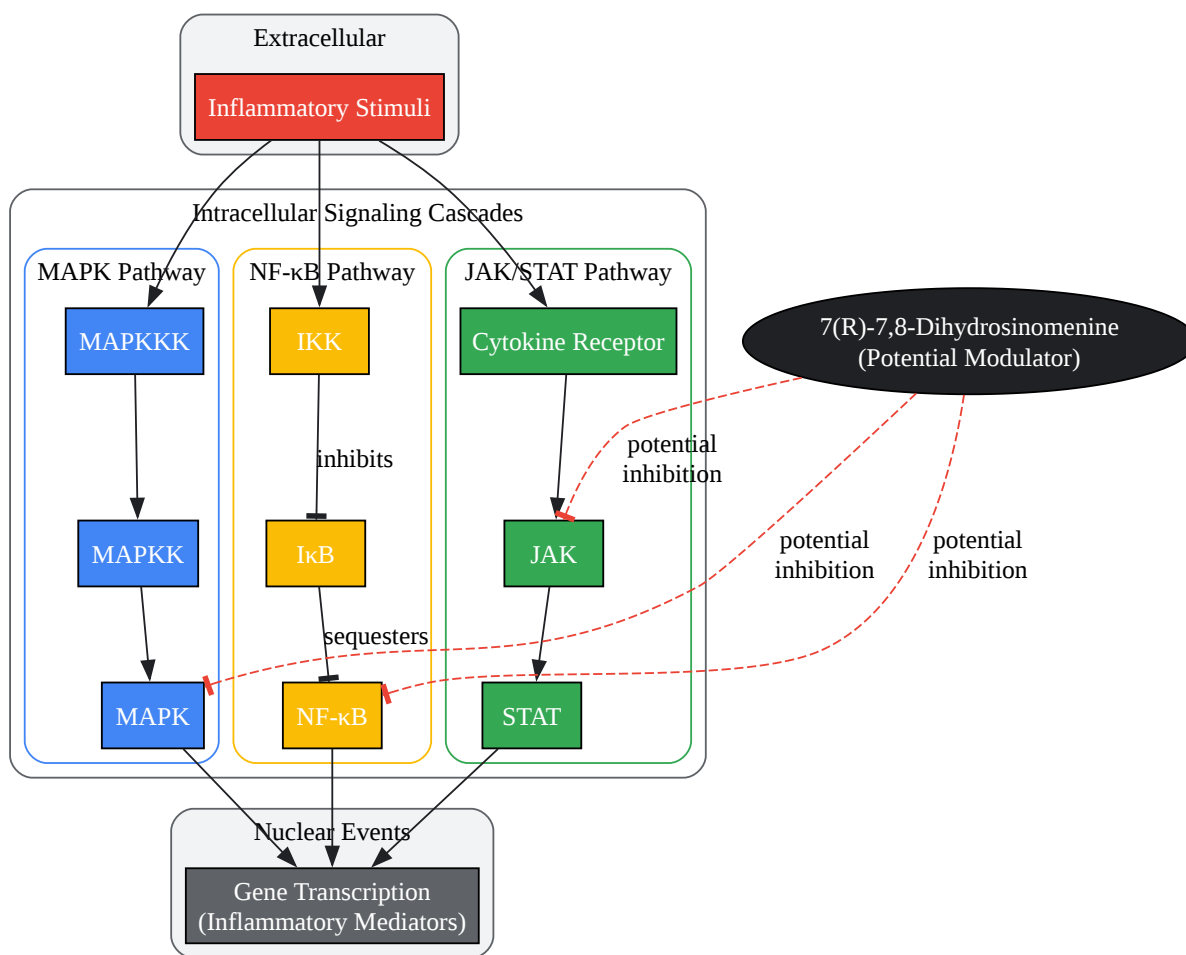 Extracellular
Inflammatory Stimuli
Intracellular Signaling Cascades
MAPK Pathway
NF-κB Pathway
JAK/STAT Pathway
MAPKKK
IKK
Cytokine Receptor
7(R)-7,8-Dihydrosinomenine
(Potential Modulator)
inhibits
potential
inhibition
MAPKK
IκB
JAK
potential
inhibition
potential
inhibition
sequesters
MAPK
NF-κB
STAT
Nuclear Events
Gene Transcription
(Inflammatory Mediators)